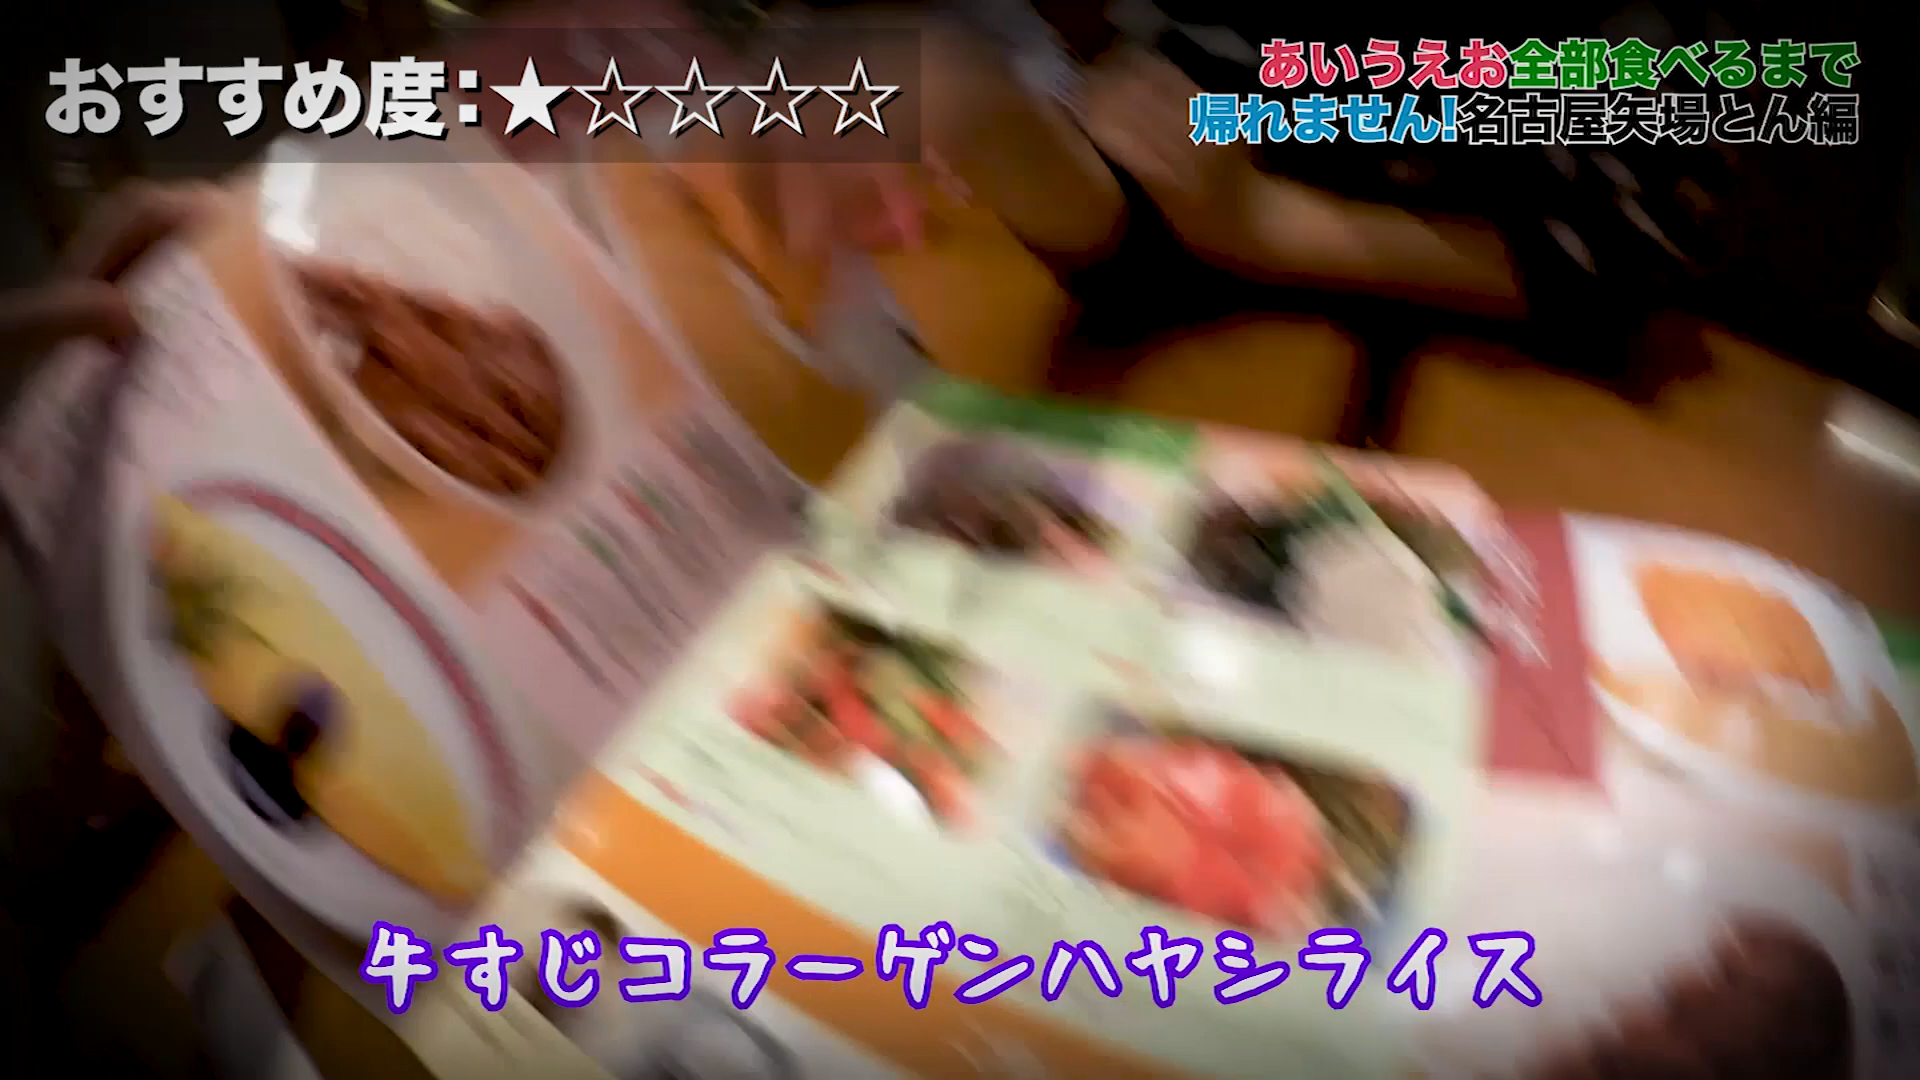 おすすめ度:★☆☆☆☆
あいうえお全部食べるまで
帰れません!名古屋矢場とん編
牛すじコラーゲンハヤシライス